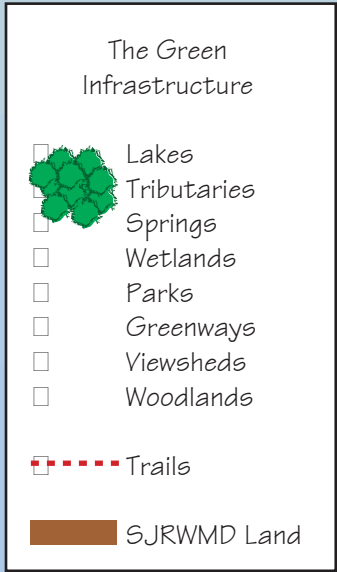 The Green
Infrastructure
Lakes
Tributaries
Springs
Wetlands
Parks
Greenways
Viewsheds
Woodlands
Trails
SJRWMD Land